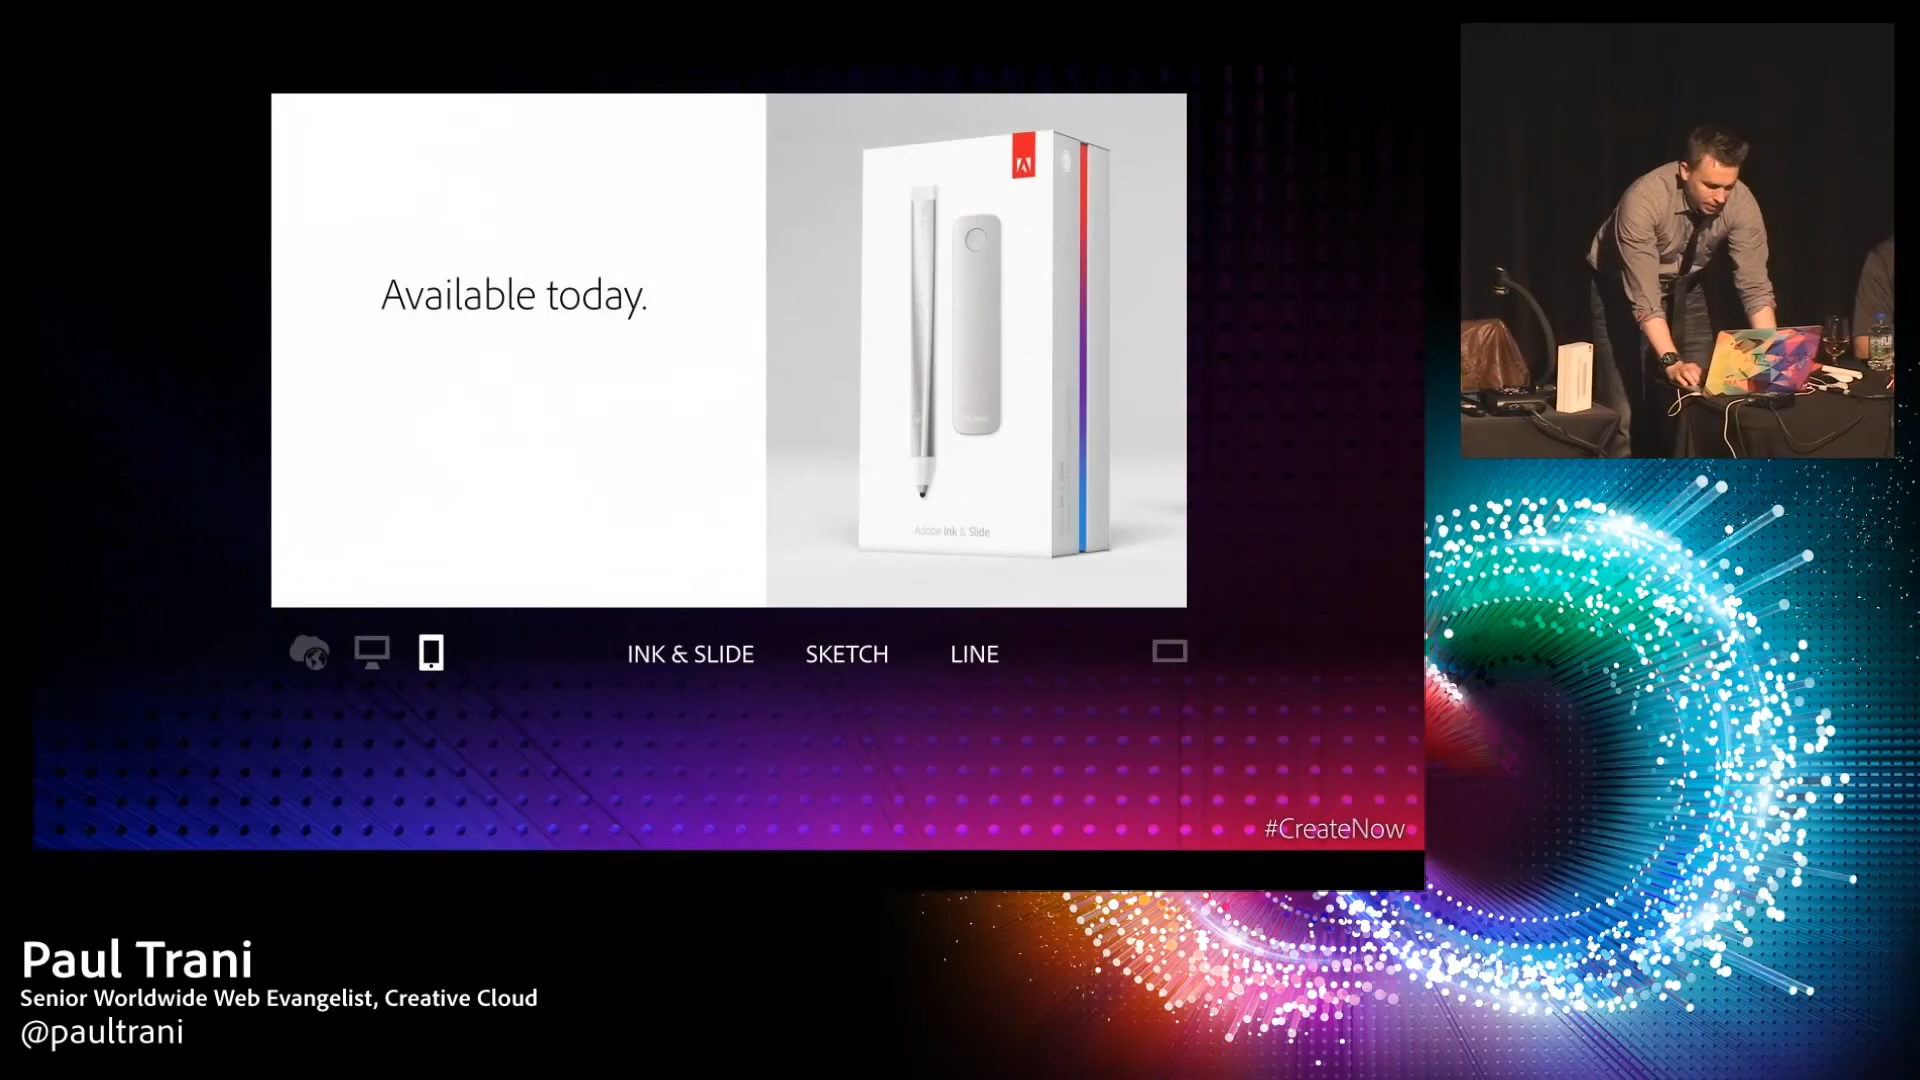 Available today.
Adobe Ink & Slide
INK & SLIDE
SKETCH
LINE
#CreateNow
Paul Trani
Senior Worldwide Web Evangelist, Creative Cloud
@paultrani